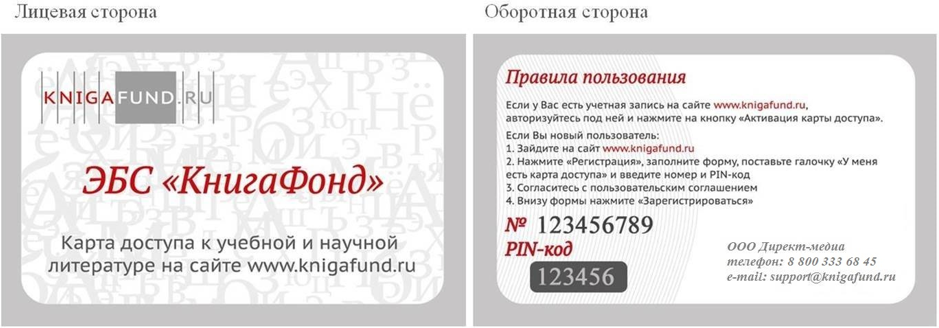 Лицевая сторона
KNIGAFUND.RU
ЭБС «КнигаФонд»
Карта доступа к учебной и научной
литературе на сайте www.knigafund.ru
Оборотная сторона
Правила пользования
Если у Вас есть учетная запись на сайте www.knigafund.ru,
авторизуйтесь под ней и нажмите на кнопку «Активация карты доступа».
Если Вы новый пользователь:
1. Зайдите на сайт www.knigafund.ru
2. Нажмите «Регистрация», заполните форму, поставьте галочку «У меня
есть карта доступа» и введите номер и PIN-код
3. Согласитесь с пользовательским соглашением
4. Внизу формы нажмите «Зарегистрироваться»
№ 123456789
PIN-код
123456
ООО Директ-медиа
телефон: 8 800 333 68 45
e-mail: support@knigafund.ru